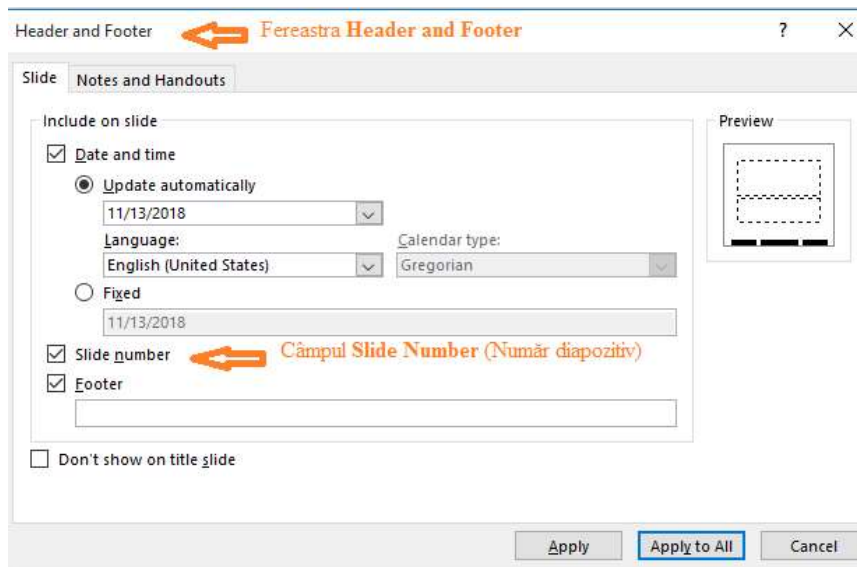 Header and Footer Fereastra Header and Footer ? X
Slide Notes and Handouts
Include on slide Preview
Date and time
Update automatically
11/13/2018
Language: Calendar type:
English (United States) Gregorian
Fixed
11/13/2018
Slide number Câmpul Slide Number (Număr diapozitiv)
Footer
Don't show on title slide
Apply Apply to All Cancel